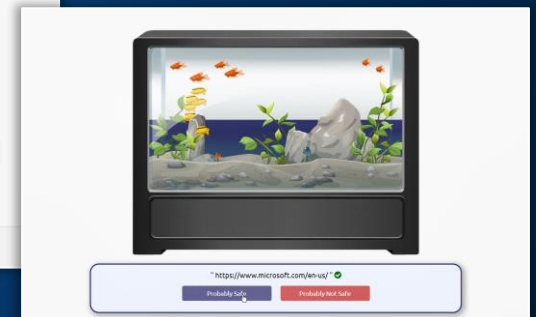 " https://www.microsoft.com/en-us/ "
Probably Safe
Probably Not Safe